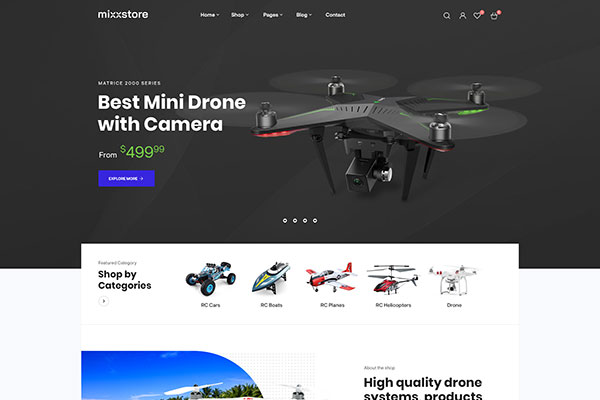 mixxstore
Home Shop Pages Blog Contact
MATRICE 2000 SERIES
Best Mini Drone
with Camera
From $499.99
EXPLORE MORE →
Featured Category
Shop by
Categories
RC Cars
RC Boats
RC Planes
RC Helicopters
Drone
About the shop
High quality drone
systems, products